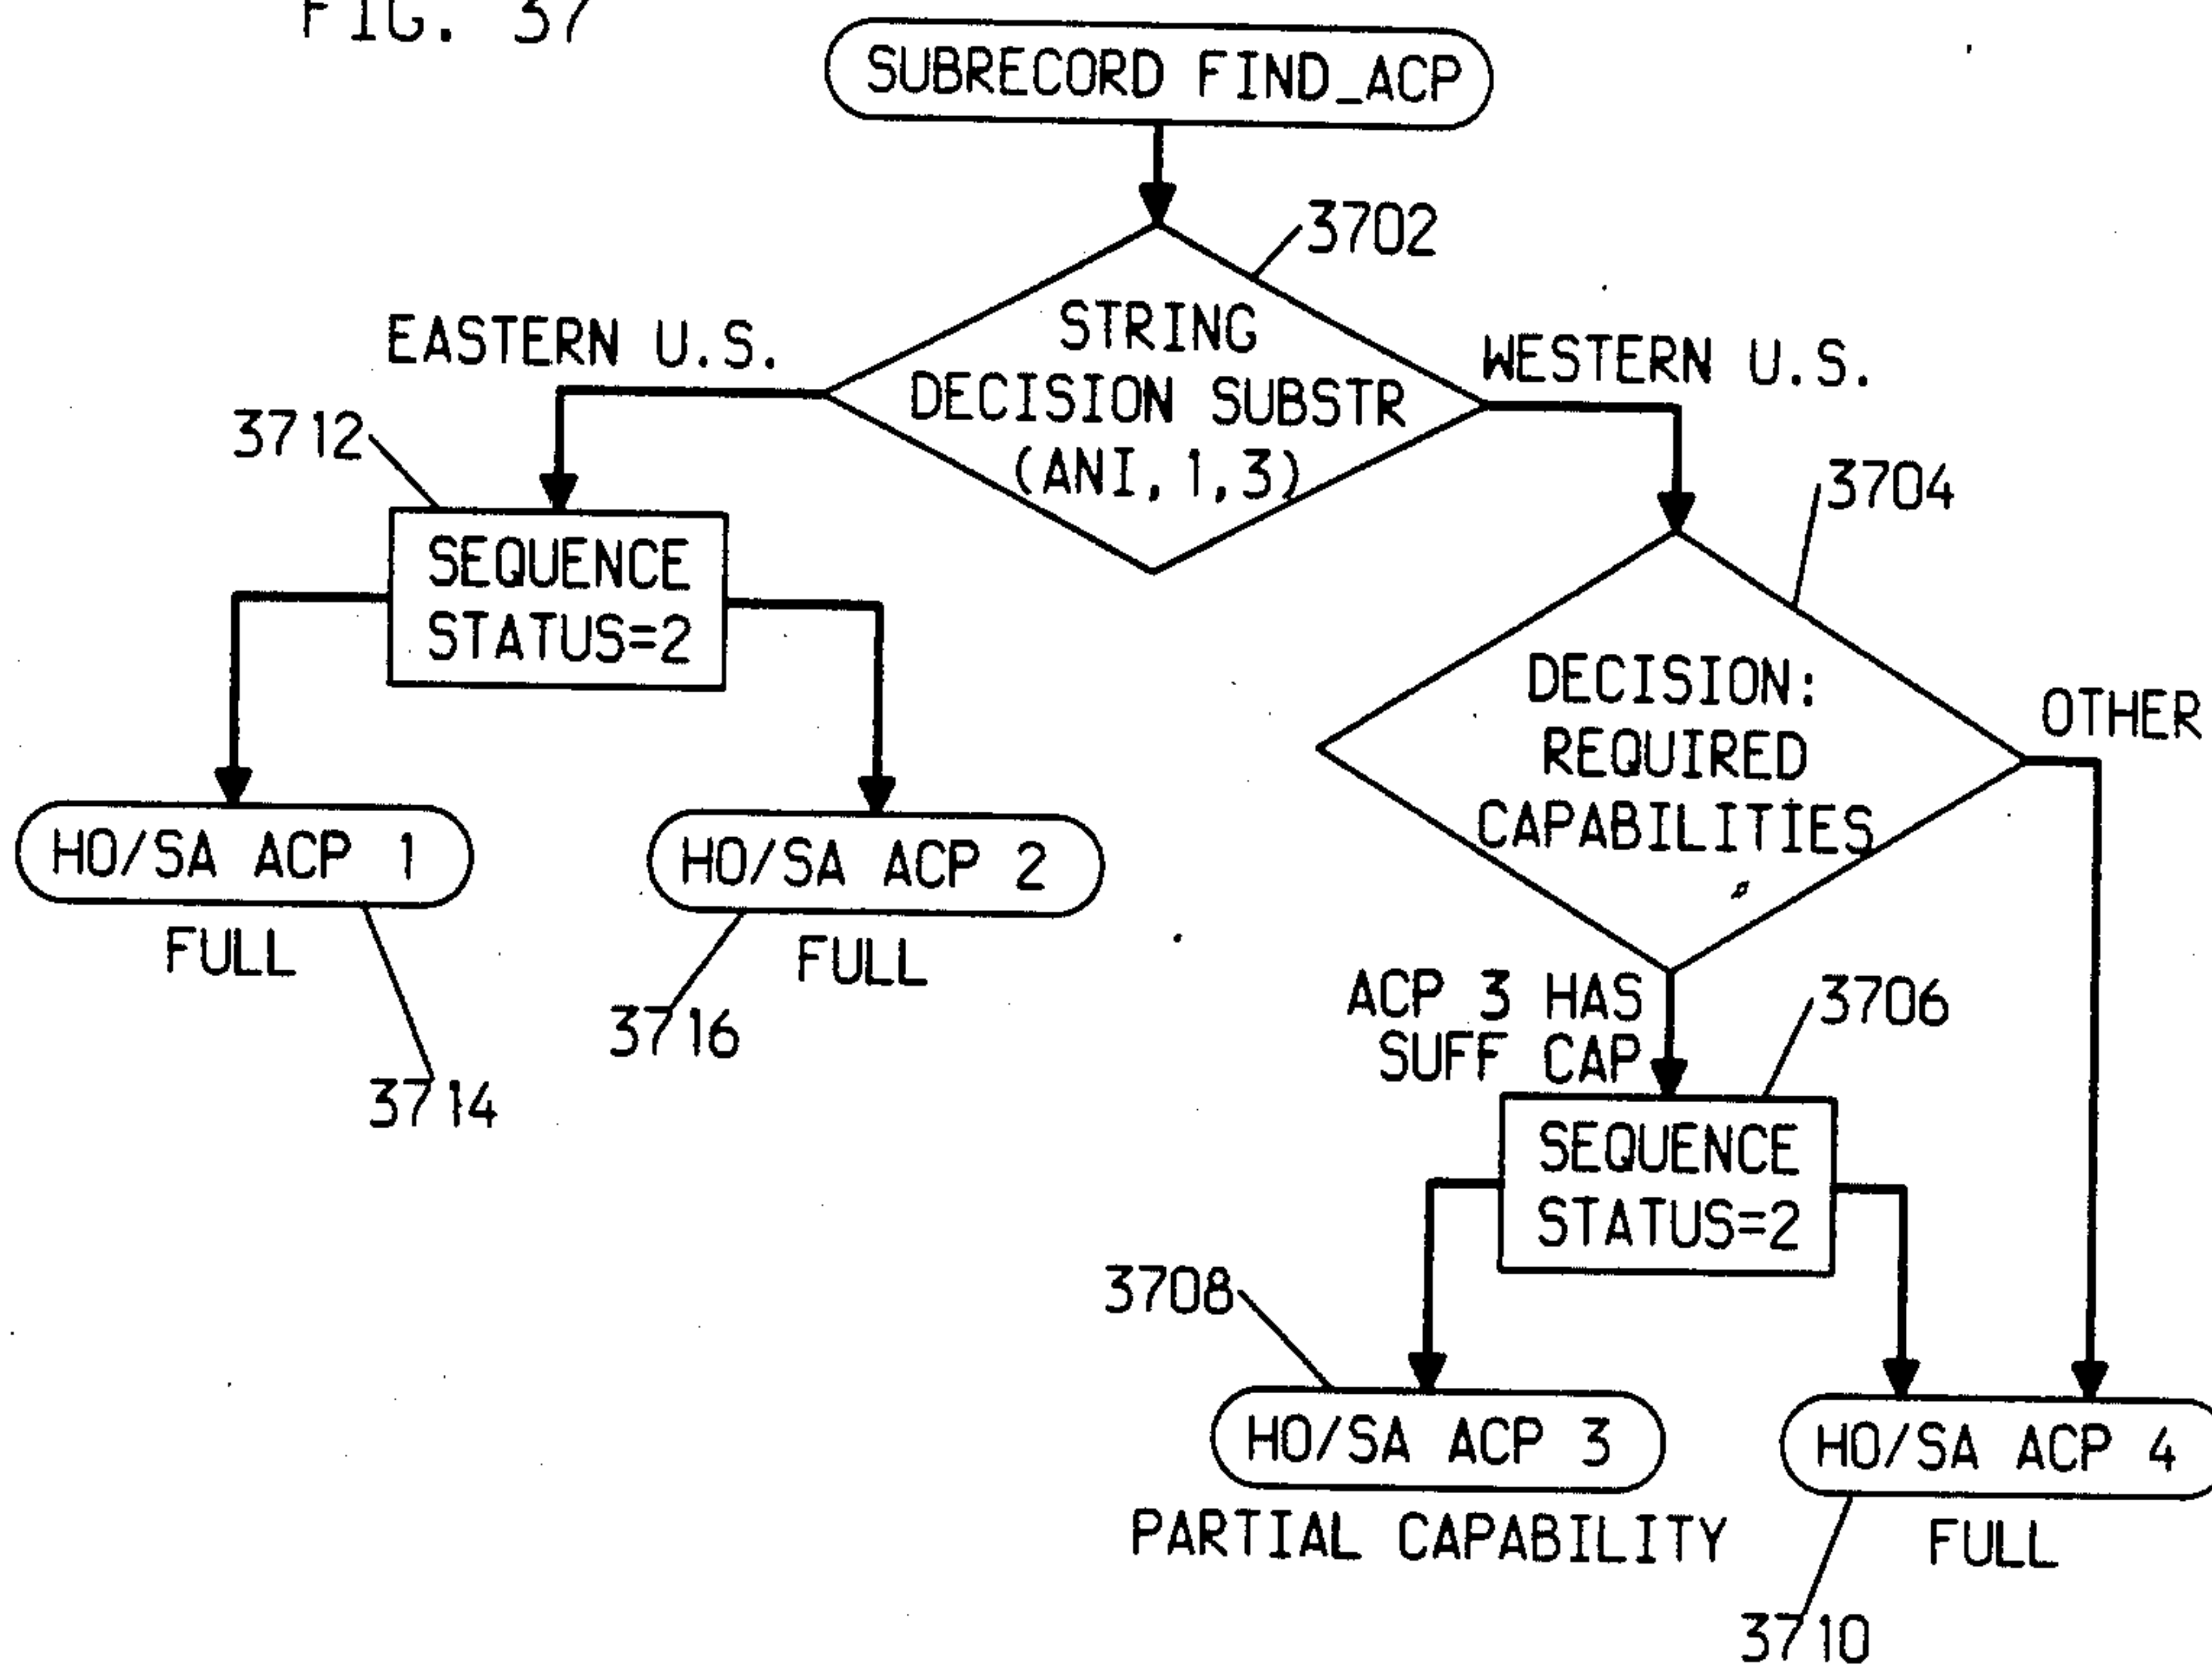 FIG. 37
SUBRECORD FIND_ACP
3702
STRING
DECISION SUBSTR
(ANI, 1,3)
EASTERN U.S.
WESTERN U.S.
3712
SEQUENCE
STATUS=2
3704
DECISION:
REQUIRED
CAPABILITIES
OTHER
HO/SA ACP 1
FULL
3714
HO/SA ACP 2
FULL
3716
ACP 3 HAS
SUFF CAP
3706
SEQUENCE
STATUS=2
3708
HO/SA ACP 3
PARTIAL CAPABILITY
HO/SA ACP 4
FULL
3710